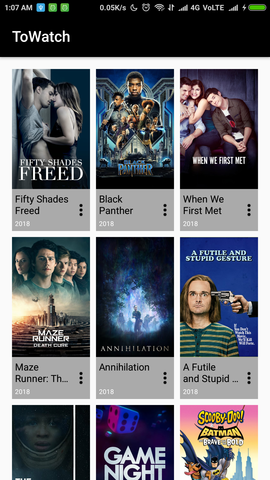 1:07 AM
0.05K/s
4G VoLTE
ToWatch
FIFTY SHADES
FREED
BLACK
PANTHER
WHEN WE FIRST MET
Fifty Shades
Freed
2018
Black
Panther
2018
When We
First Met
2018
MAZE
RUNNER
DEATH CURE
ANNIHILATION
A FUTILE AND
STUPID GESTURE
Maze
Runner: Th...
2018
Annihilation
2018
A Futile
and Stupid ...
2018
THE
GAME
NIGHT
SCOOBY-DOO!
& BATMAN
BRAVE AND THE BOLD